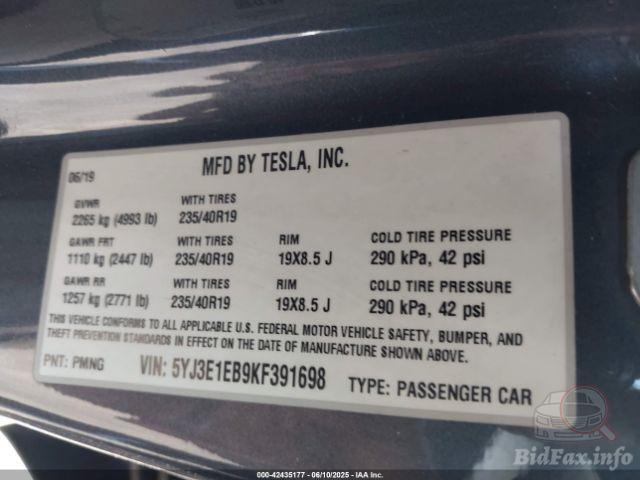 MFD BY TESLA, INC.
06/19
GVWR WITH TIRES
2265 kg (4993 lb) 235/40R19
GAWR FRT WITH TIRES RIM COLD TIRE PRESSURE
1110 kg (2447 lb) 235/40R19 19X8.5 J 290 kPa, 42 psi
GAWR RR WITH TIRES RIM COLD TIRE PRESSURE
1257 kg (2771 lb) 235/40R19 19X8.5 J 290 kPa, 42 psi
THIS VEHICLE CONFORMS TO ALL APPLICABLE U.S. FEDERAL MOTOR VEHICLE SAFETY, BUMPER, AND
THEFT PREVENTION STANDARDS IN EFFECT ON THE DATE OF MANUFACTURE SHOWN ABOVE.
PNT: PMNG VIN: 5YJ3E1EB9KF391698 TYPE: PASSENGER CAR
BidFax.info
000-42435177 - 06/10/2025 - IAA Inc.